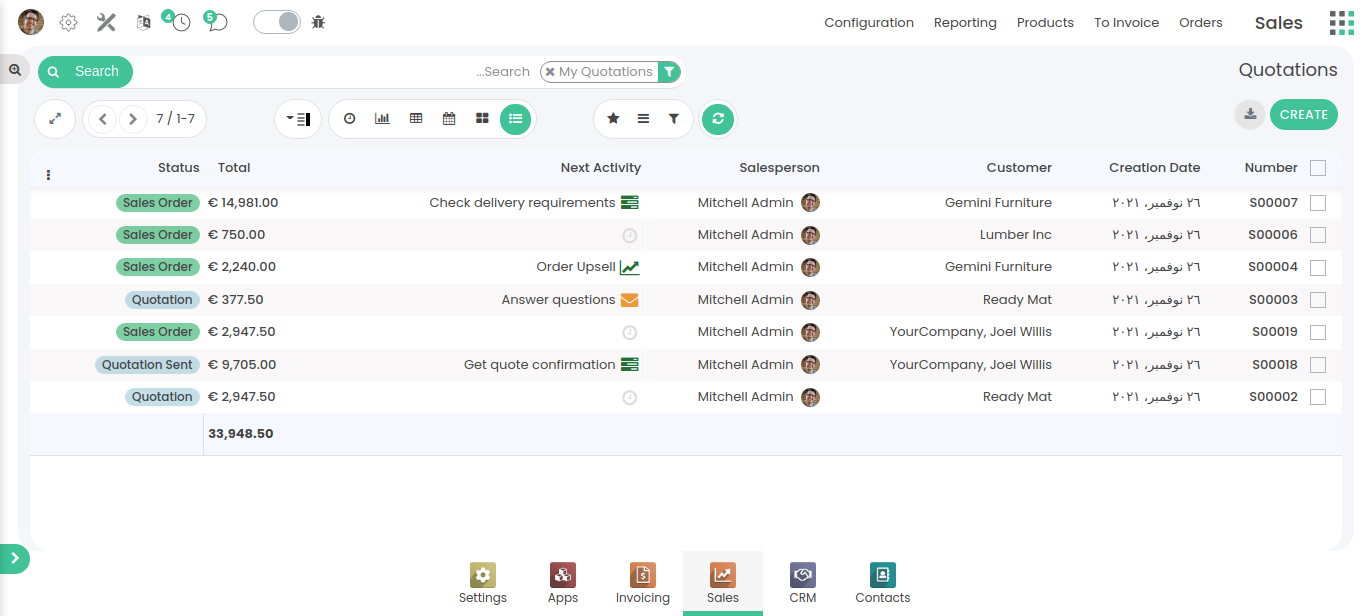 4
5
Configuration Reporting Products To Invoice Orders Sales
Search
...Search
My Quotations
Quotations
7 / 1-7
CREATE
Status Total Next Activity Salesperson Customer Creation Date Number
Sales Order € 14,981.00 Check delivery requirements Mitchell Admin Gemini Furniture ٢٦ نوفمبر، ٢٠٢١ S00007
Sales Order € 750.00 Mitchell Admin Lumber Inc ٢٦ نوفمبر، ٢٠٢١ S00006
Sales Order € 2,240.00 Order Upsell Mitchell Admin Gemini Furniture ٢٦ نوفمبر، ٢٠٢١ S00004
Quotation € 377.50 Answer questions Mitchell Admin Ready Mat ٢٦ نوفمبر، ٢٠٢١ S00003
Sales Order € 2,947.50 Mitchell Admin YourCompany, Joel Willis ٢٦ نوفمبر، ٢٠٢١ S00019
Quotation Sent € 9,705.00 Get quote confirmation Mitchell Admin YourCompany, Joel Willis ٢٦ نوفمبر، ٢٠٢١ S00018
Quotation € 2,947.50 Mitchell Admin Ready Mat ٢٦ نوفمبر، ٢٠٢١ S00002
33,948.50
Settings Apps Invoicing Sales CRM Contacts